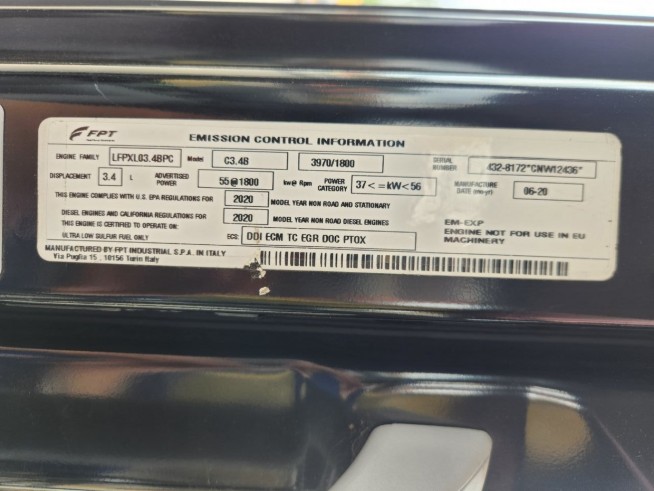 FPT
EMISSION CONTROL INFORMATION
ENGINE FAMILY LFPXL03.4BPC Model C3.4B 3970/1800 SERIAL NUMBER 432-8172*CNW12436*
DISPLACEMENT 3.4 L ADVERTISED POWER 55@1800 kw@ Rpm POWER CATEGORY 37<=kW<56 MANUFACTURE DATE (mm-yr) 06-20
THIS ENGINE COMPLIES WITH U.S. EPA REGULATIONS FOR 2020 MODEL YEAR NON ROAD AND STATIONARY
DIESEL ENGINES AND CALIFORNIA REGULATIONS FOR 2020 MODEL YEAR NON ROAD DIESEL ENGINES
THIS ENGINE IS CERTIFIED TO OPERATE ON:
ULTRA LOW SULFUR FUEL ONLY ECS: DDI ECM TC EGR DOC PTOX
EM-EXP
ENGINE NOT FOR USE IN EU
MACHINERY
MANUFACTURED BY FPT INDUSTRIAL S.P.A. IN ITALY
Via Puglia 15 , 10156 Turin Italy